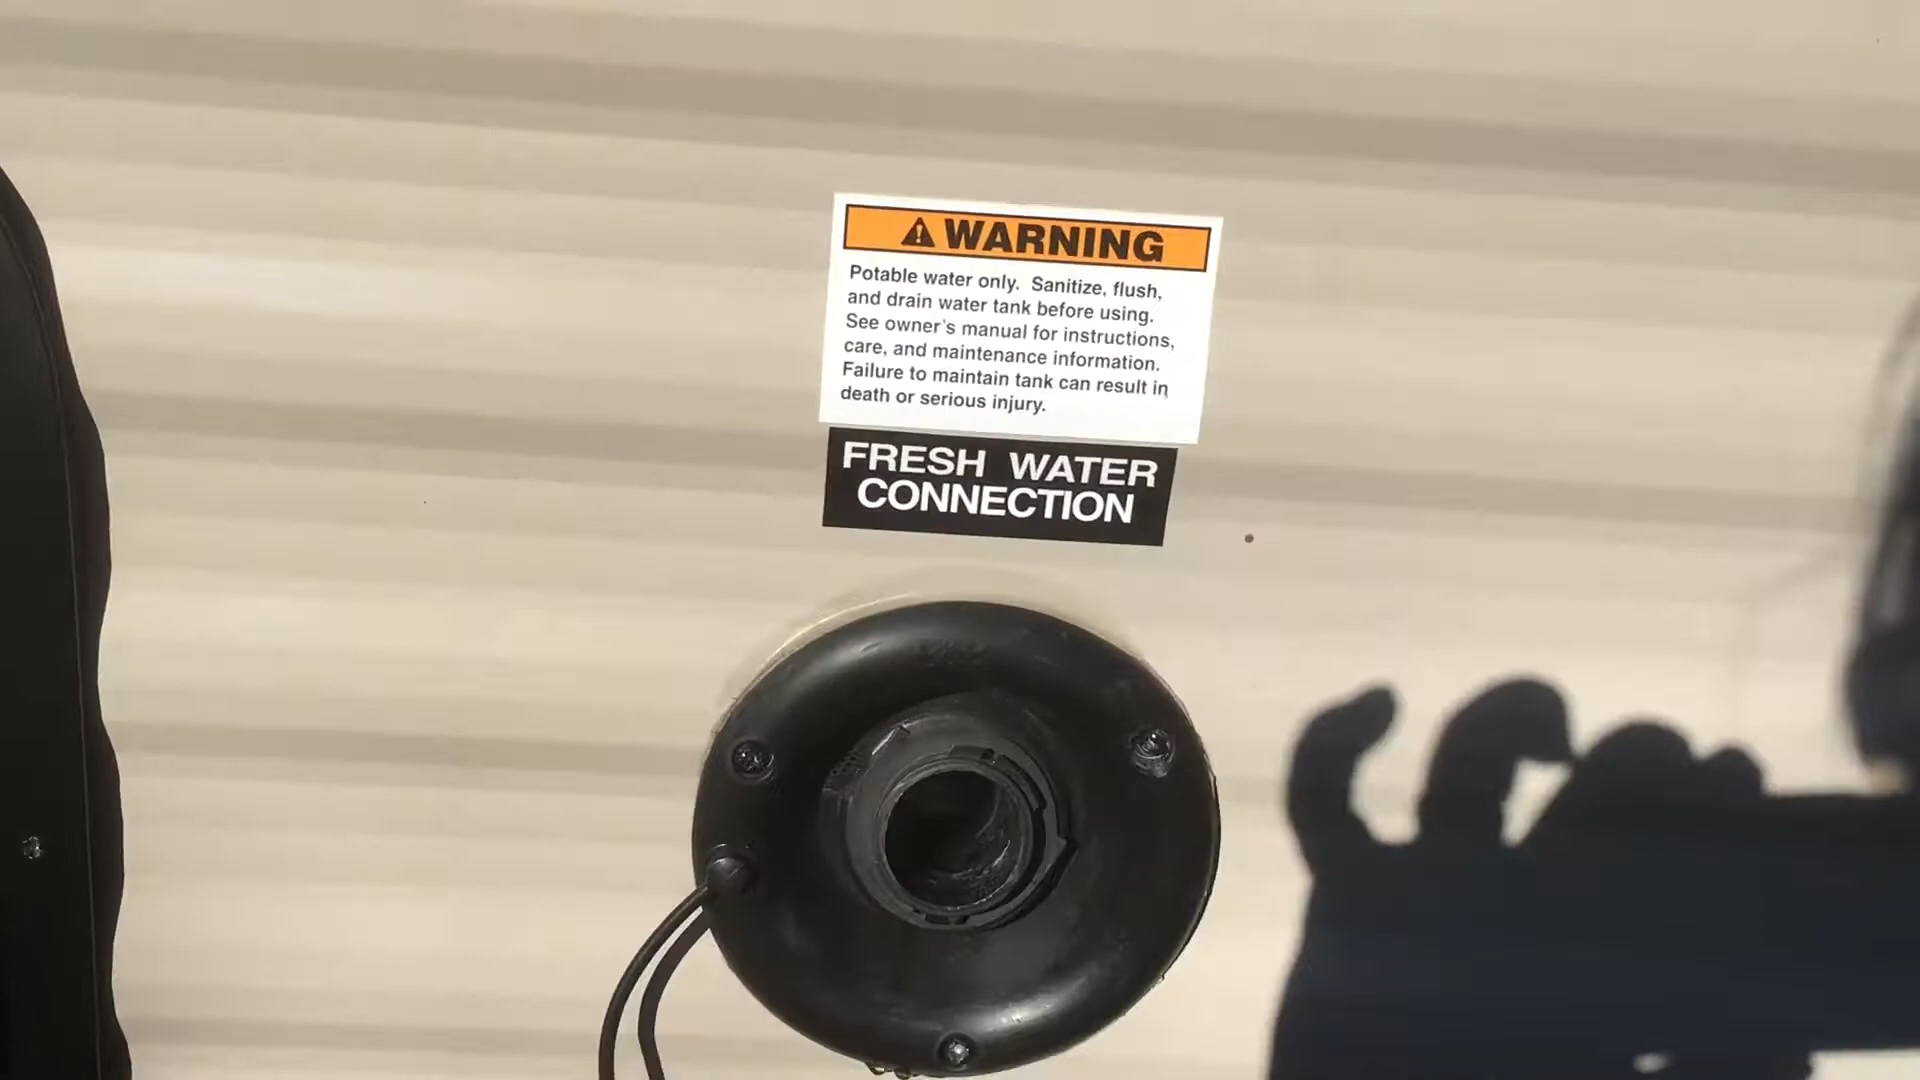 WARNING
Potable water only. Sanitize, flush,
and drain water tank before using.
See owner's manual for instructions,
care, and maintenance information.
Failure to maintain tank can result in
death or serious injury.
FRESH WATER
CONNECTION